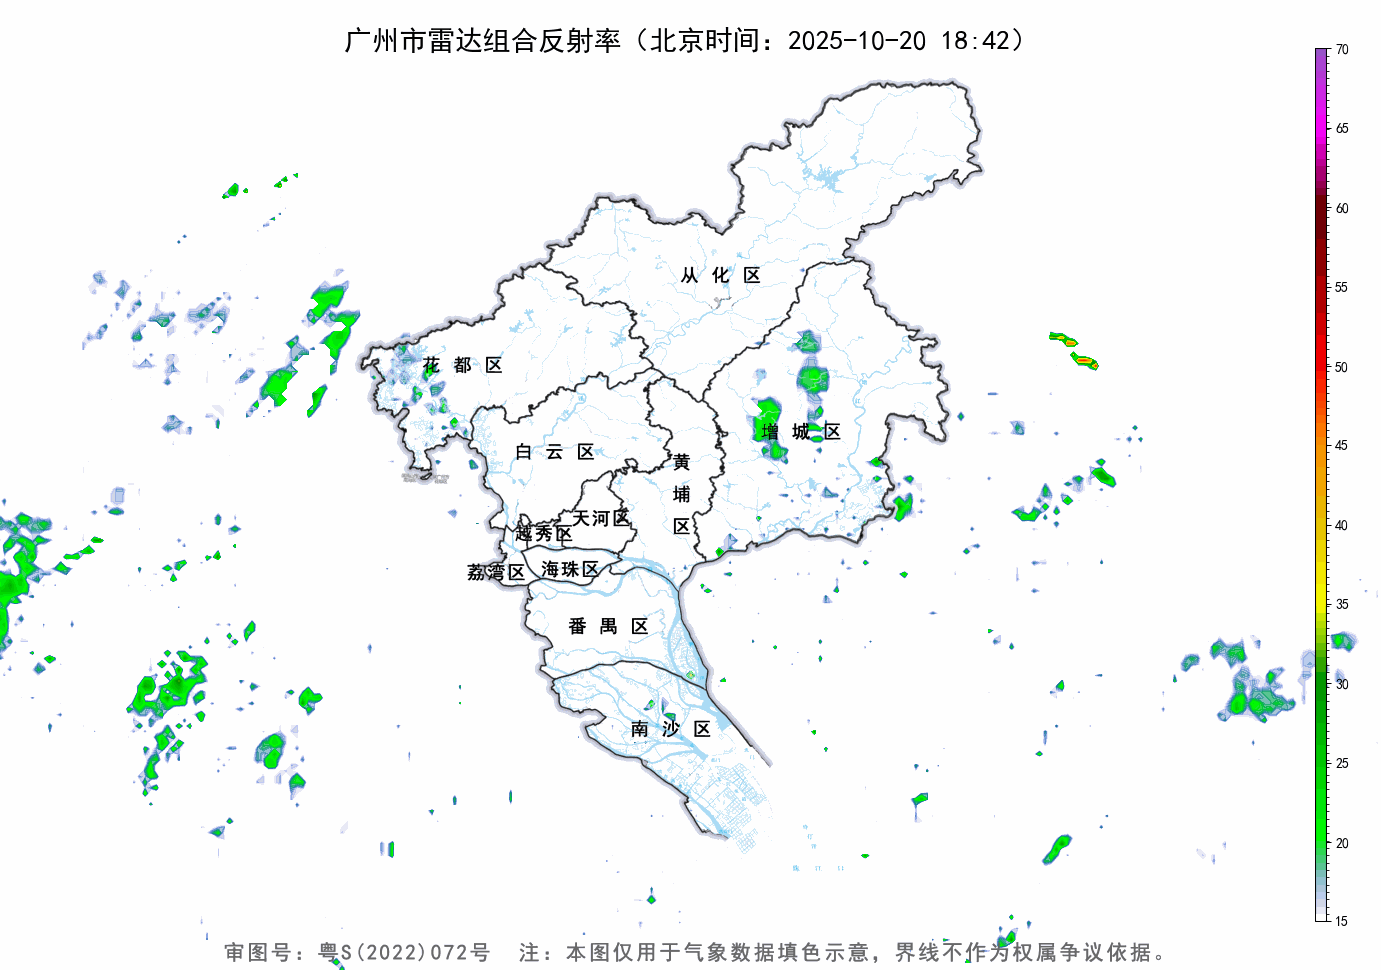 广州市雷达组合反射率（北京时间：2025-10-20 18:42）
70
65
60
55
50
45
40
35
30
25
20
15
从化区
花都区
增城区
白云区
黄埔区
天河区
越秀区
荔湾区
海珠区
番禺区
南沙区
审图号：粤S(2022)072号 注：本图仅用于气象数据填色示意，界线不作为权属争议依据。